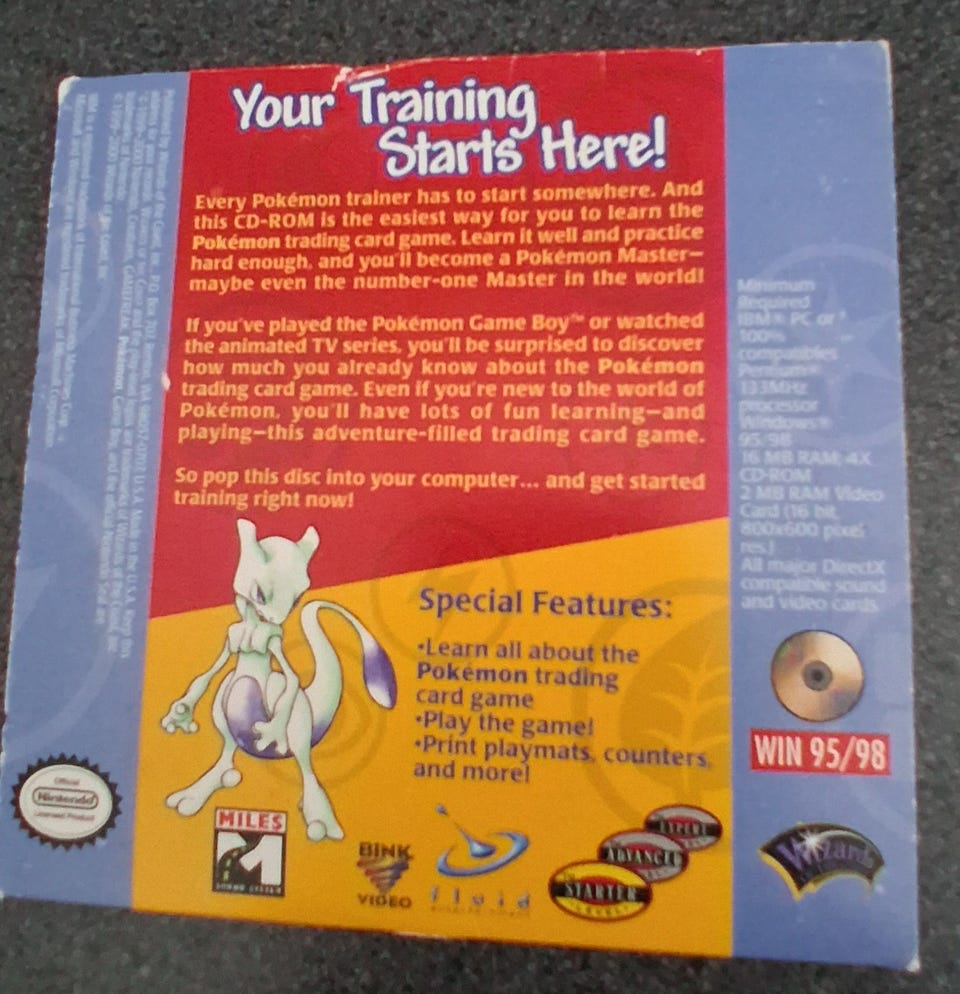 Your Training
Starts Here!
Every Pokémon trainer has to start somewhere. And
this CD-ROM is the easiest way for you to learn the
Pokémon trading card game. Learn it well and practice
hard enough, and you'll become a Pokémon Master—
maybe even the number-one Master in the world!
If you've played the Pokémon Game Boy™ or watched
the animated TV series, you'll be surprised to discover
how much you already know about the Pokémon
trading card game. Even if you're new to the world of
Pokémon, you'll have lots of fun learning—and
playing—this adventure-filled trading card game.
So pop this disc into your computer... and get started
training right now!
Special Features:
•Learn all about the
Pokémon trading
card game
•Play the game!
•Print playmats, counters,
and more!
Minimum
Required
IBM® PC or
100%
compatibles
Pentium®
133MHz
processor
Windows®
95/98
16 MB RAM; 4X
CD-ROM
2 MB RAM Video
Card (16 bit,
800x600 pixel
res.)
All major DirectX
compatible sound
and video cards
WIN 95/98
Wizards
Official
Nintendo
Licensed Product
MILES
SOUND SYSTEM
BINK
VIDEO
fluid
EXPERT
ADVANCED
STARTER
LEVEL